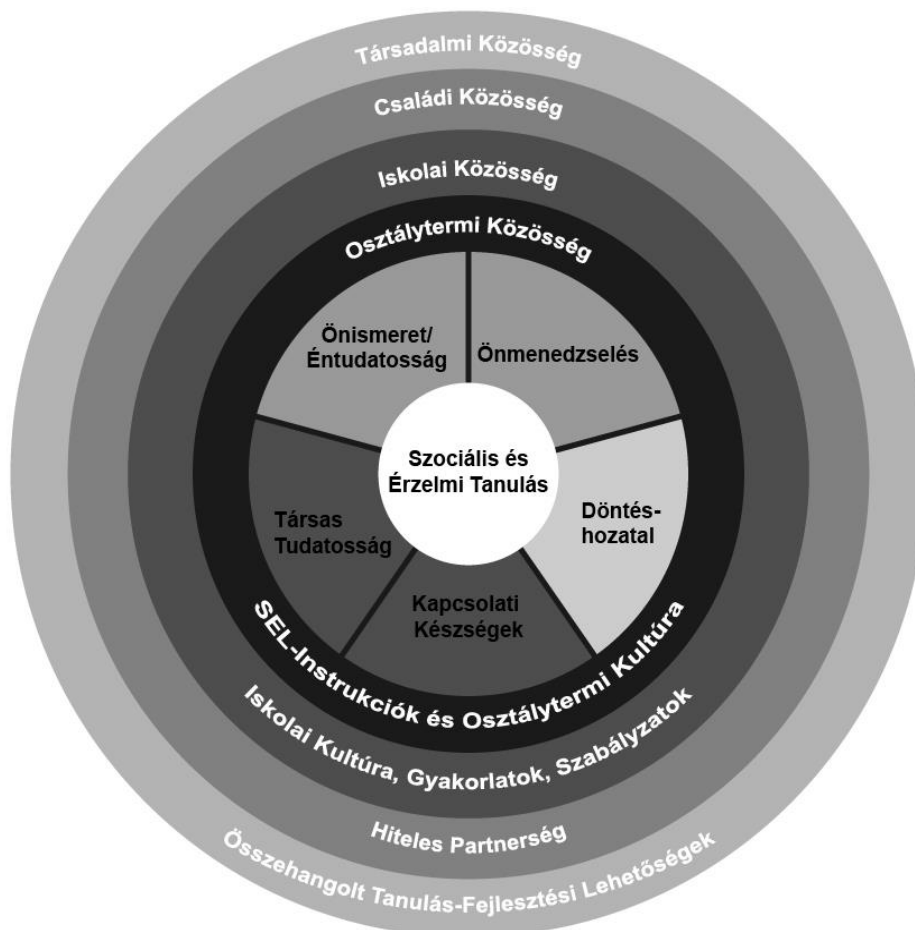 Társadalmi Közösség
Családi Közösség
Iskolai Közösség
Osztálytermi Közösség
Önismeret/
Éntudatosság
Önmenedzselés
Szociális és
Érzelmi Tanulás
Társas
Tudatosság
Döntés-
hozatal
Kapcsolati
Készségek
SEL-Instrukciók és Osztálytermi Kultúra
Iskolai Kultúra, Gyakorlatok, Szabályzatok
Hiteles Partnerség
Összehangolt Tanulás-Fejlesztési Lehetőségek